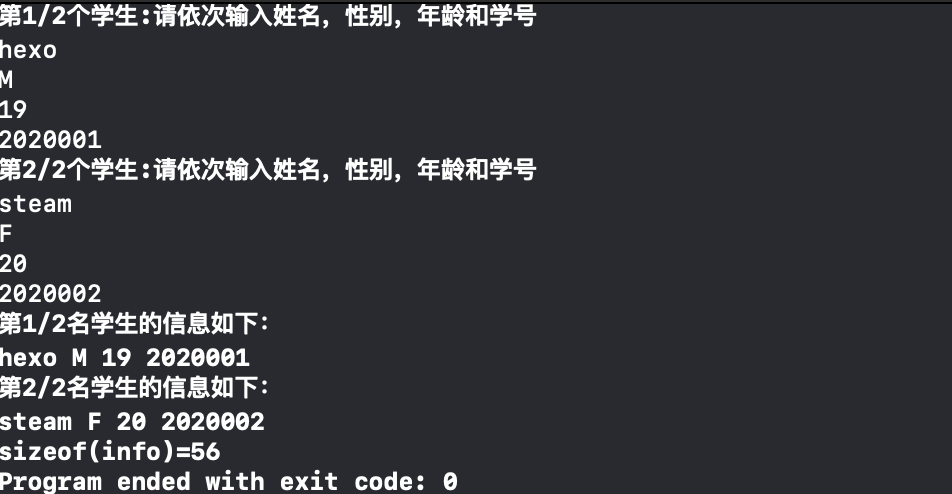 第1/2个学生:请依次输入姓名，性别，年龄和学号
hexo
M
19
2020001
第2/2个学生:请依次输入姓名，性别，年龄和学号
steam
F
20
2020002
第1/2名学生的信息如下：
hexo M 19 2020001
第2/2名学生的信息如下：
steam F 20 2020002
sizeof(info)=56
Program ended with exit code: 0